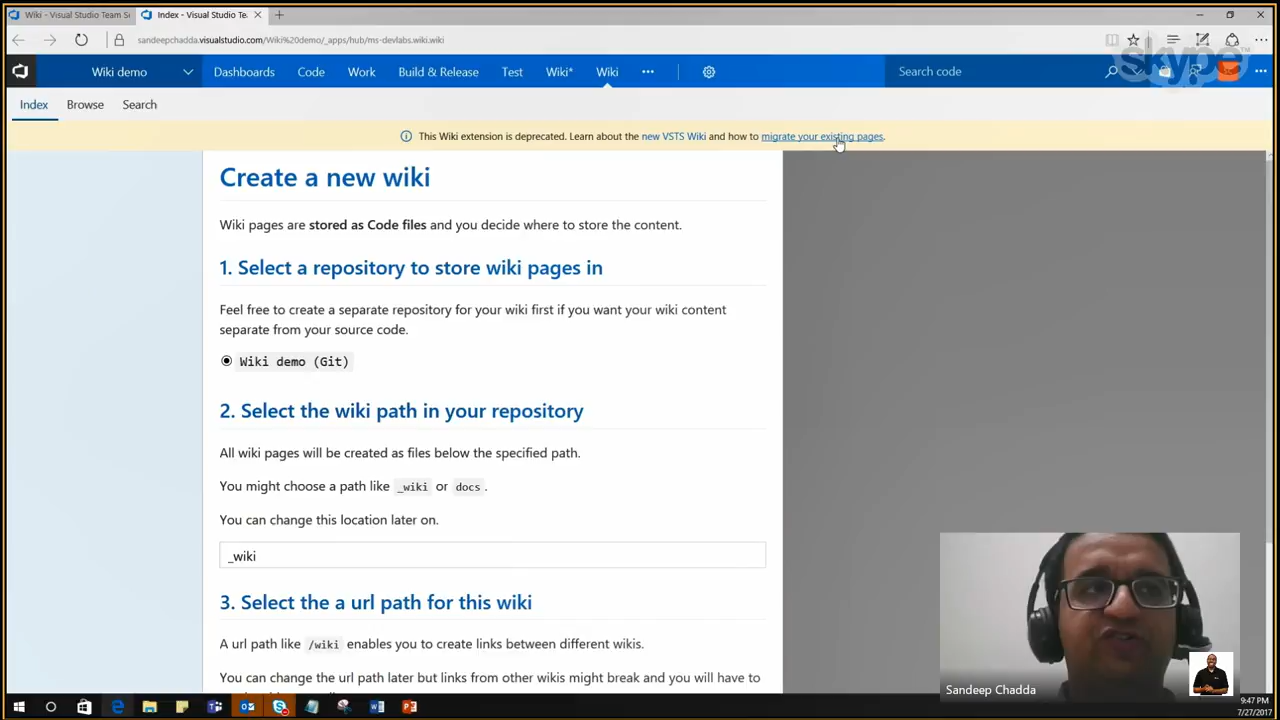 Wiki - Visual Studio Team Se
Index - Visual Studio Tea
sandeepchadda.visualstudio.com/Wiki%20demo/_apps/hub/ms-devlabs.wiki.wiki
skype™
Wiki demo
Dashboards
Code
Work
Build & Release
Test
Wiki*
Wiki
Search code
Index
Browse
Search
This Wiki extension is deprecated. Learn about the new VSTS Wiki and how to migrate your existing pages.
Create a new wiki
Wiki pages are stored as Code files and you decide where to store the content.
1. Select a repository to store wiki pages in
Feel free to create a separate repository for your wiki first if you want your wiki content
separate from your source code.
Wiki demo (Git)
2. Select the wiki path in your repository
All wiki pages will be created as files below the specified path.
You might choose a path like _wiki or docs.
You can change this location later on.
_wiki
3. Select the a url path for this wiki
A url path like /wiki enables you to create links between different wikis.
You can change the url path later but links from other wikis might break and you will have to
Sandeep Chadda
9:47 PM
7/27/2017